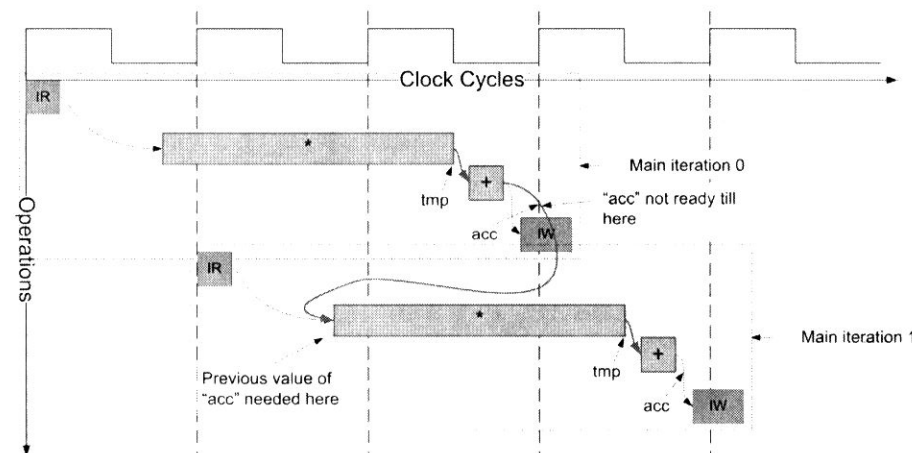 Clock Cycles
IR
*
Main iteration 0
tmp
+
"acc" not ready till
here
acc
IW
Operations
IR
*
Main iteration 1
tmp
+
Previous value of
"acc" needed here
acc
IW